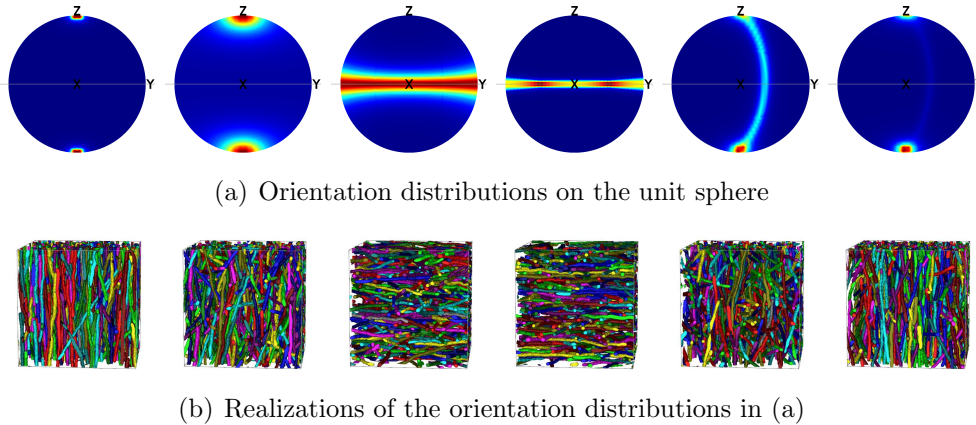 Z Z Z Z Z Z
X Y X Y X Y X Y X Y X Y
(a) Orientation distributions on the unit sphere
(b) Realizations of the orientation distributions in (a)